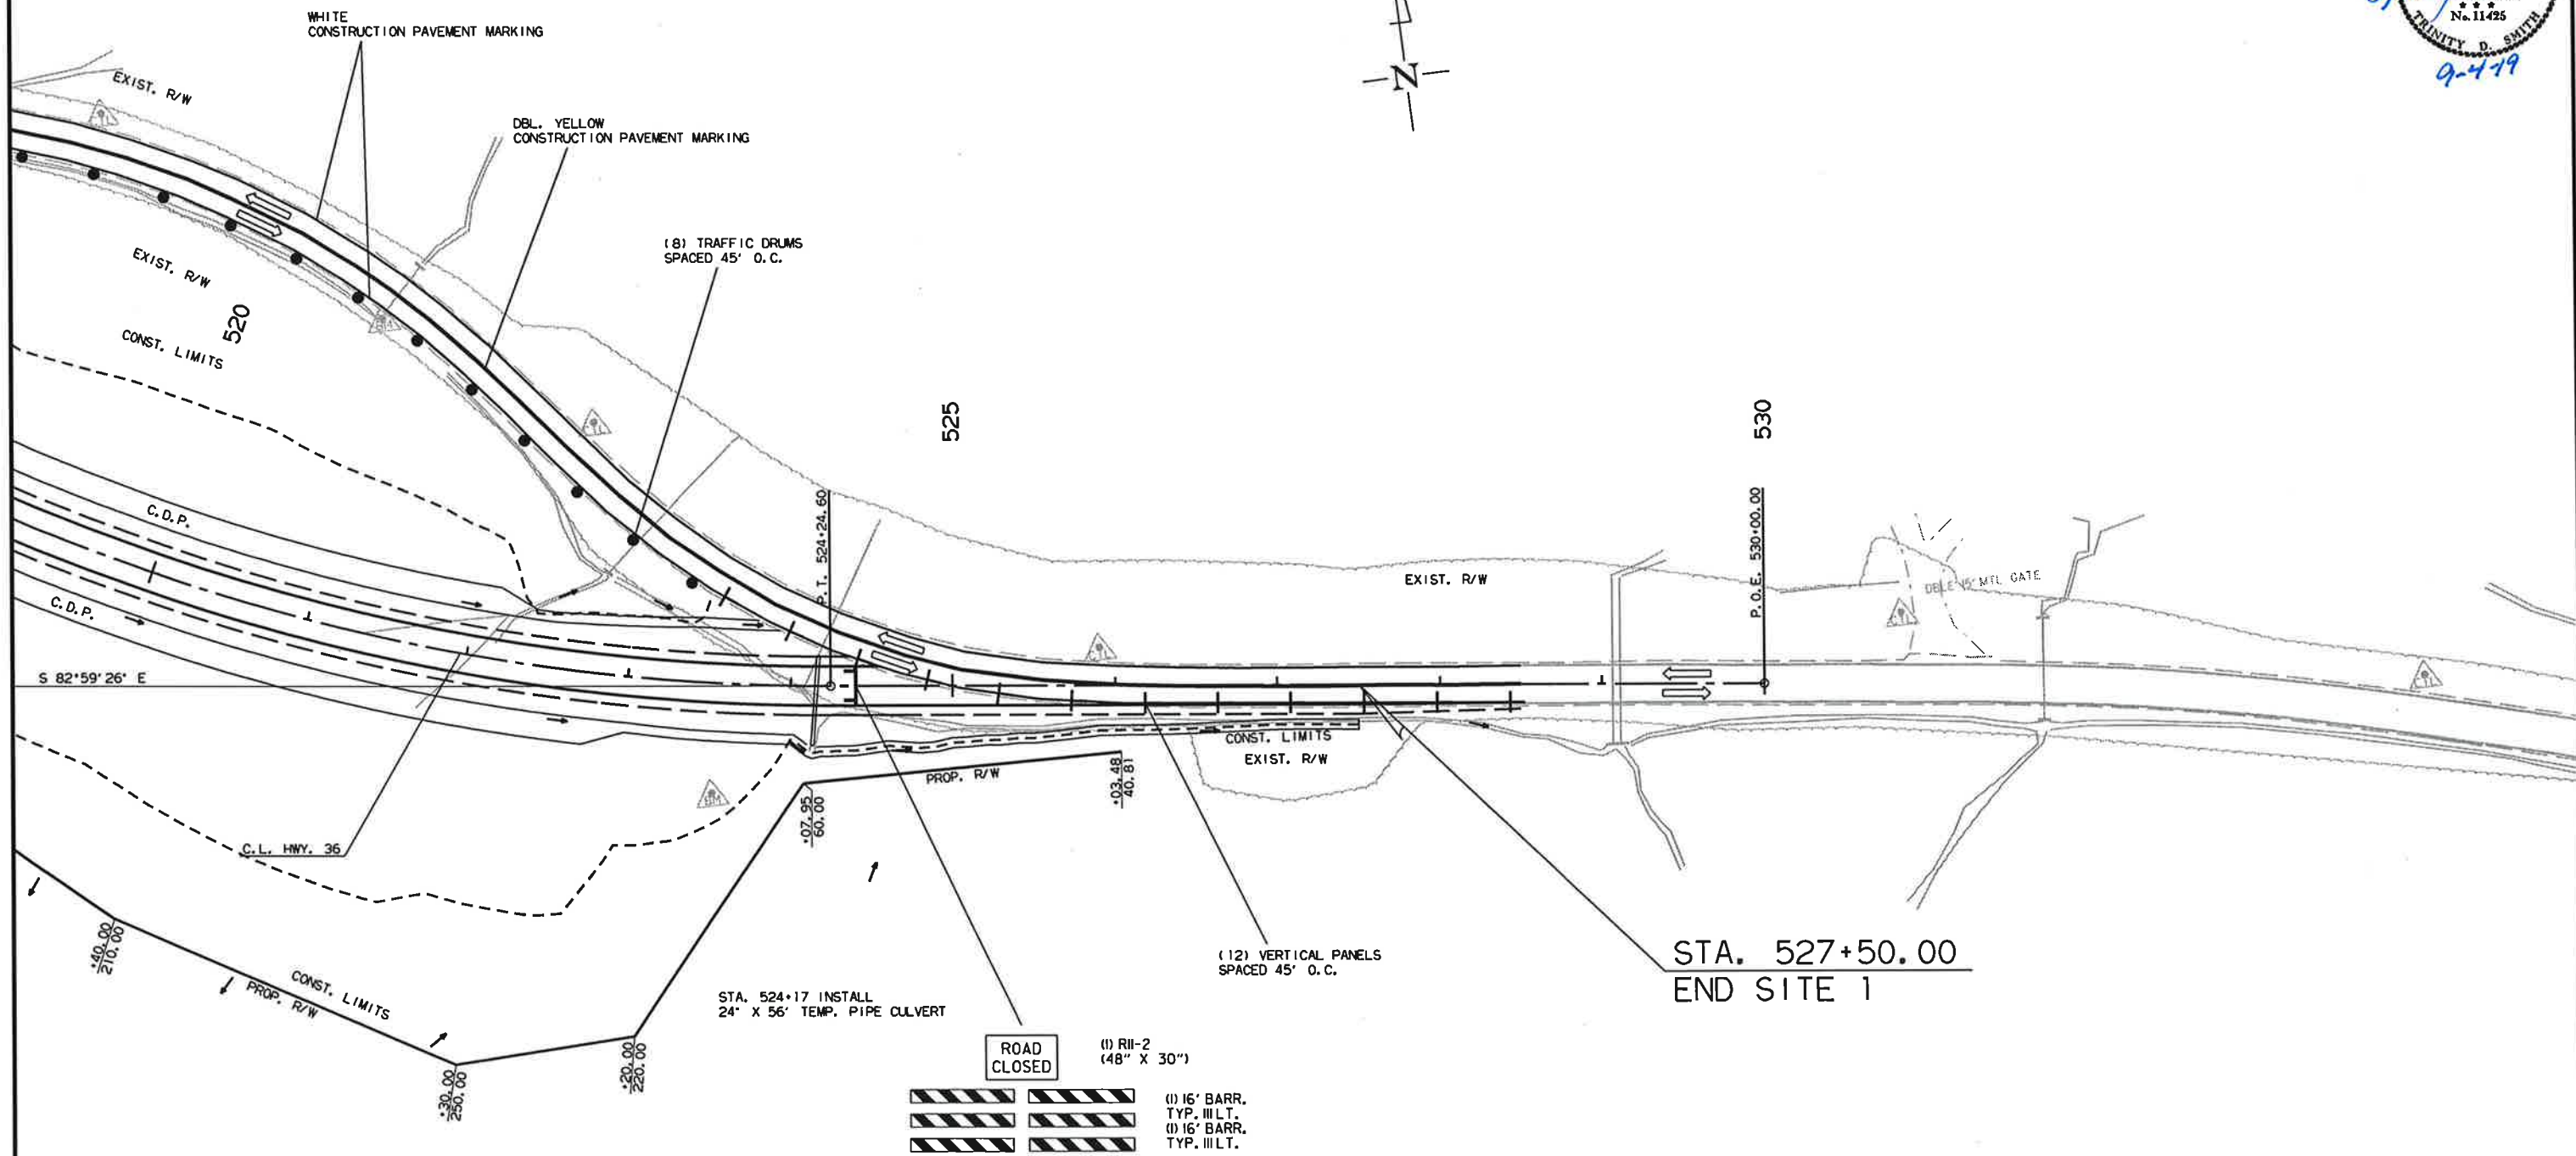 WHITE
CONSTRUCTION PAVEMENT MARKING
No. 11425
TRINITY D. SMITH
9-4-19
N
EXIST. R/W
DBL. YELLOW
CONSTRUCTION PAVEMENT MARKING
(8) TRAFFIC DRUMS
SPACED 45' O.C.
EXIST. R/W
520
CONST. LIMITS
525
530
C.D.P.
P.T. 524+24.60
P.O.E. 530+00.00
EXIST. R/W
DBLE 15' MTL GATE
C.D.P.
S 82°59'26" E
CONST. LIMITS
EXIST. R/W
PROP. R/W
+03.48
40.81
+07.95
60.00
C.L. HWY. 36
+40.00
210.00
CONST. LIMITS
PROP. R/W
(12) VERTICAL PANELS
SPACED 45' O.C.
STA. 527+50.00
END SITE 1
STA. 524+17 INSTALL
24" X 56' TEMP. PIPE CULVERT
+30.00
250.00
+20.00
220.00
ROAD
CLOSED
(1) R11-2
(48" X 30")
(1) 16' BARR.
TYP. III LT.
(1) 16' BARR.
TYP. III LT.